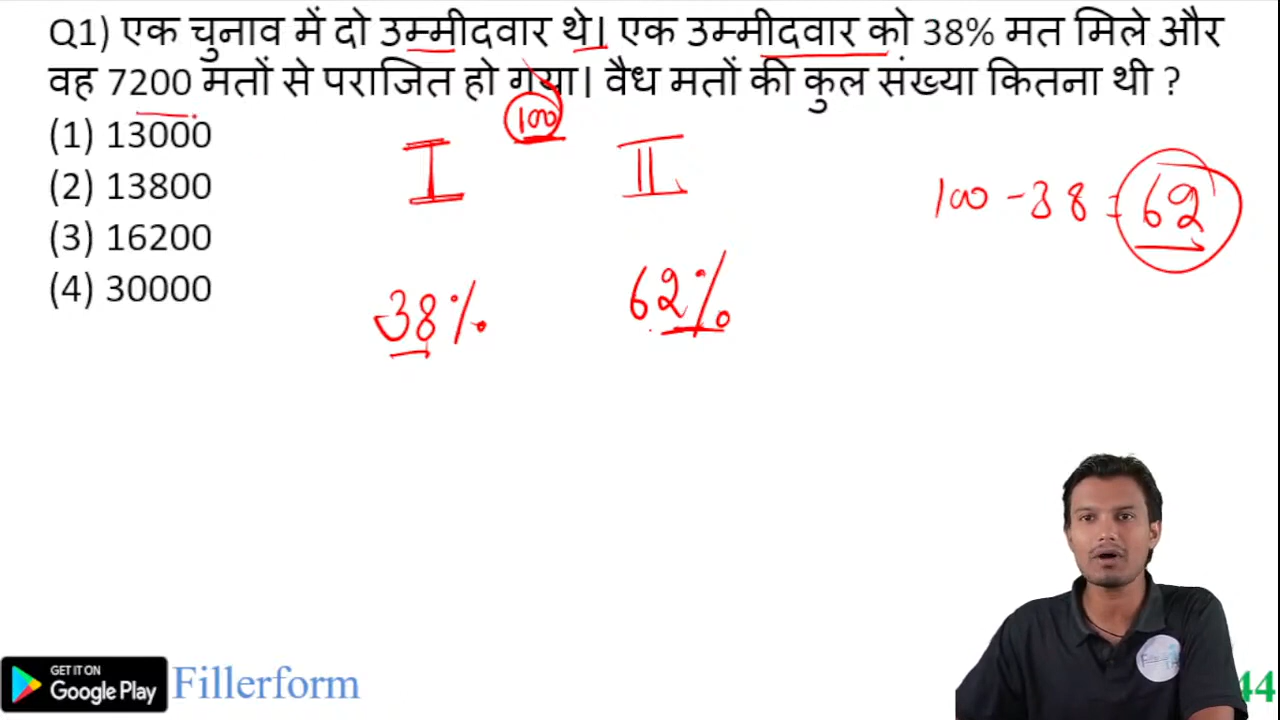 Q1) एक चुनाव में दो उम्मीदवार थे। एक उम्मीदवार को 38% मत मिले और
वह 7200 मतों से पराजित हो गया। वैध मतों की कुल संख्या कितना थी ?
100
(1) 13000
(2) 13800
(3) 16200
(4) 30000
I II
100 - 38 = 62
38% 62%
GET IT ON
Google Play
Fillerform
44